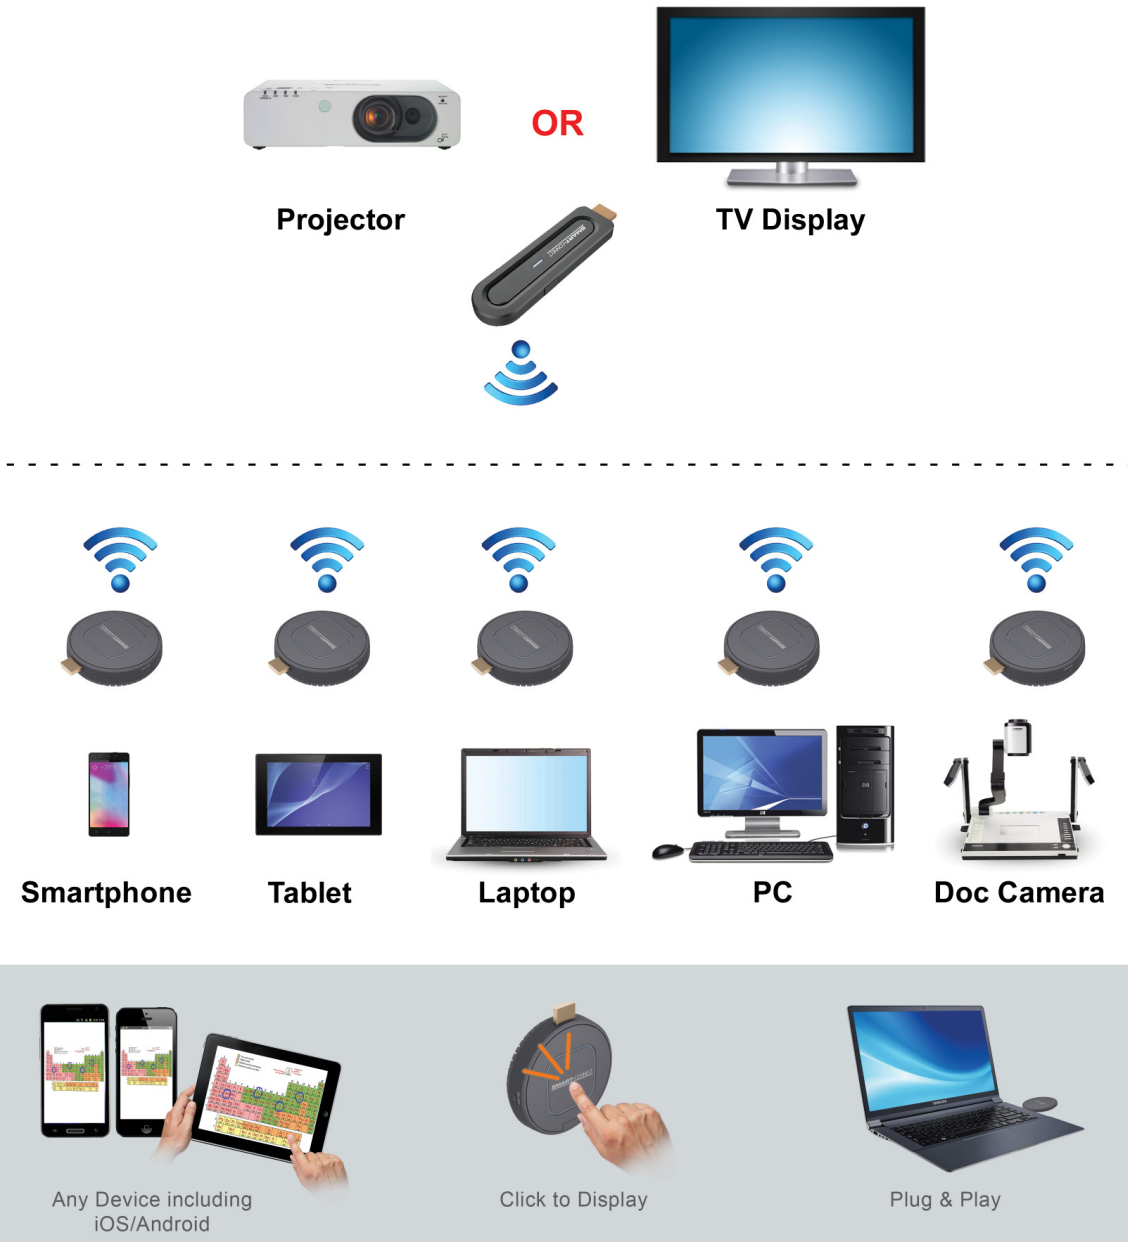 OR
Projector
TV Display
Smartphone
Tablet
Laptop
PC
Doc Camera
Any Device including
iOS/Android
Click to Display
Plug & Play